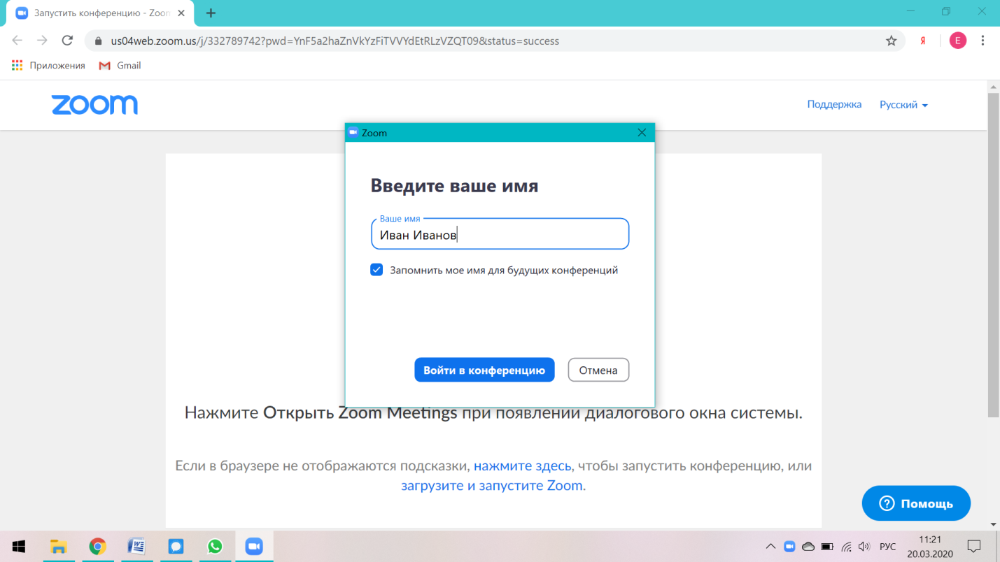 Запустить конференцию - Zoom
us04web.zoom.us/j/332789742?pwd=YnF5a2haZnVkYzFiTVVYdEtRLzVZQT09&status=success
Я
E
Приложения
Gmail
zoom
Поддержка
Русский
Zoom
Введите ваше имя
Ваше имя
Иван Иванов
Запомнить мое имя для будущих конференций
Войти в конференцию
Отмена
Нажмите Открыть Zoom Meetings при появлении диалогового окна системы.
Если в браузере не отображаются подсказки, нажмите здесь, чтобы запустить конференцию, или
загрузите и запустите Zoom.
Помощь
РУС
11:21
20.03.2020